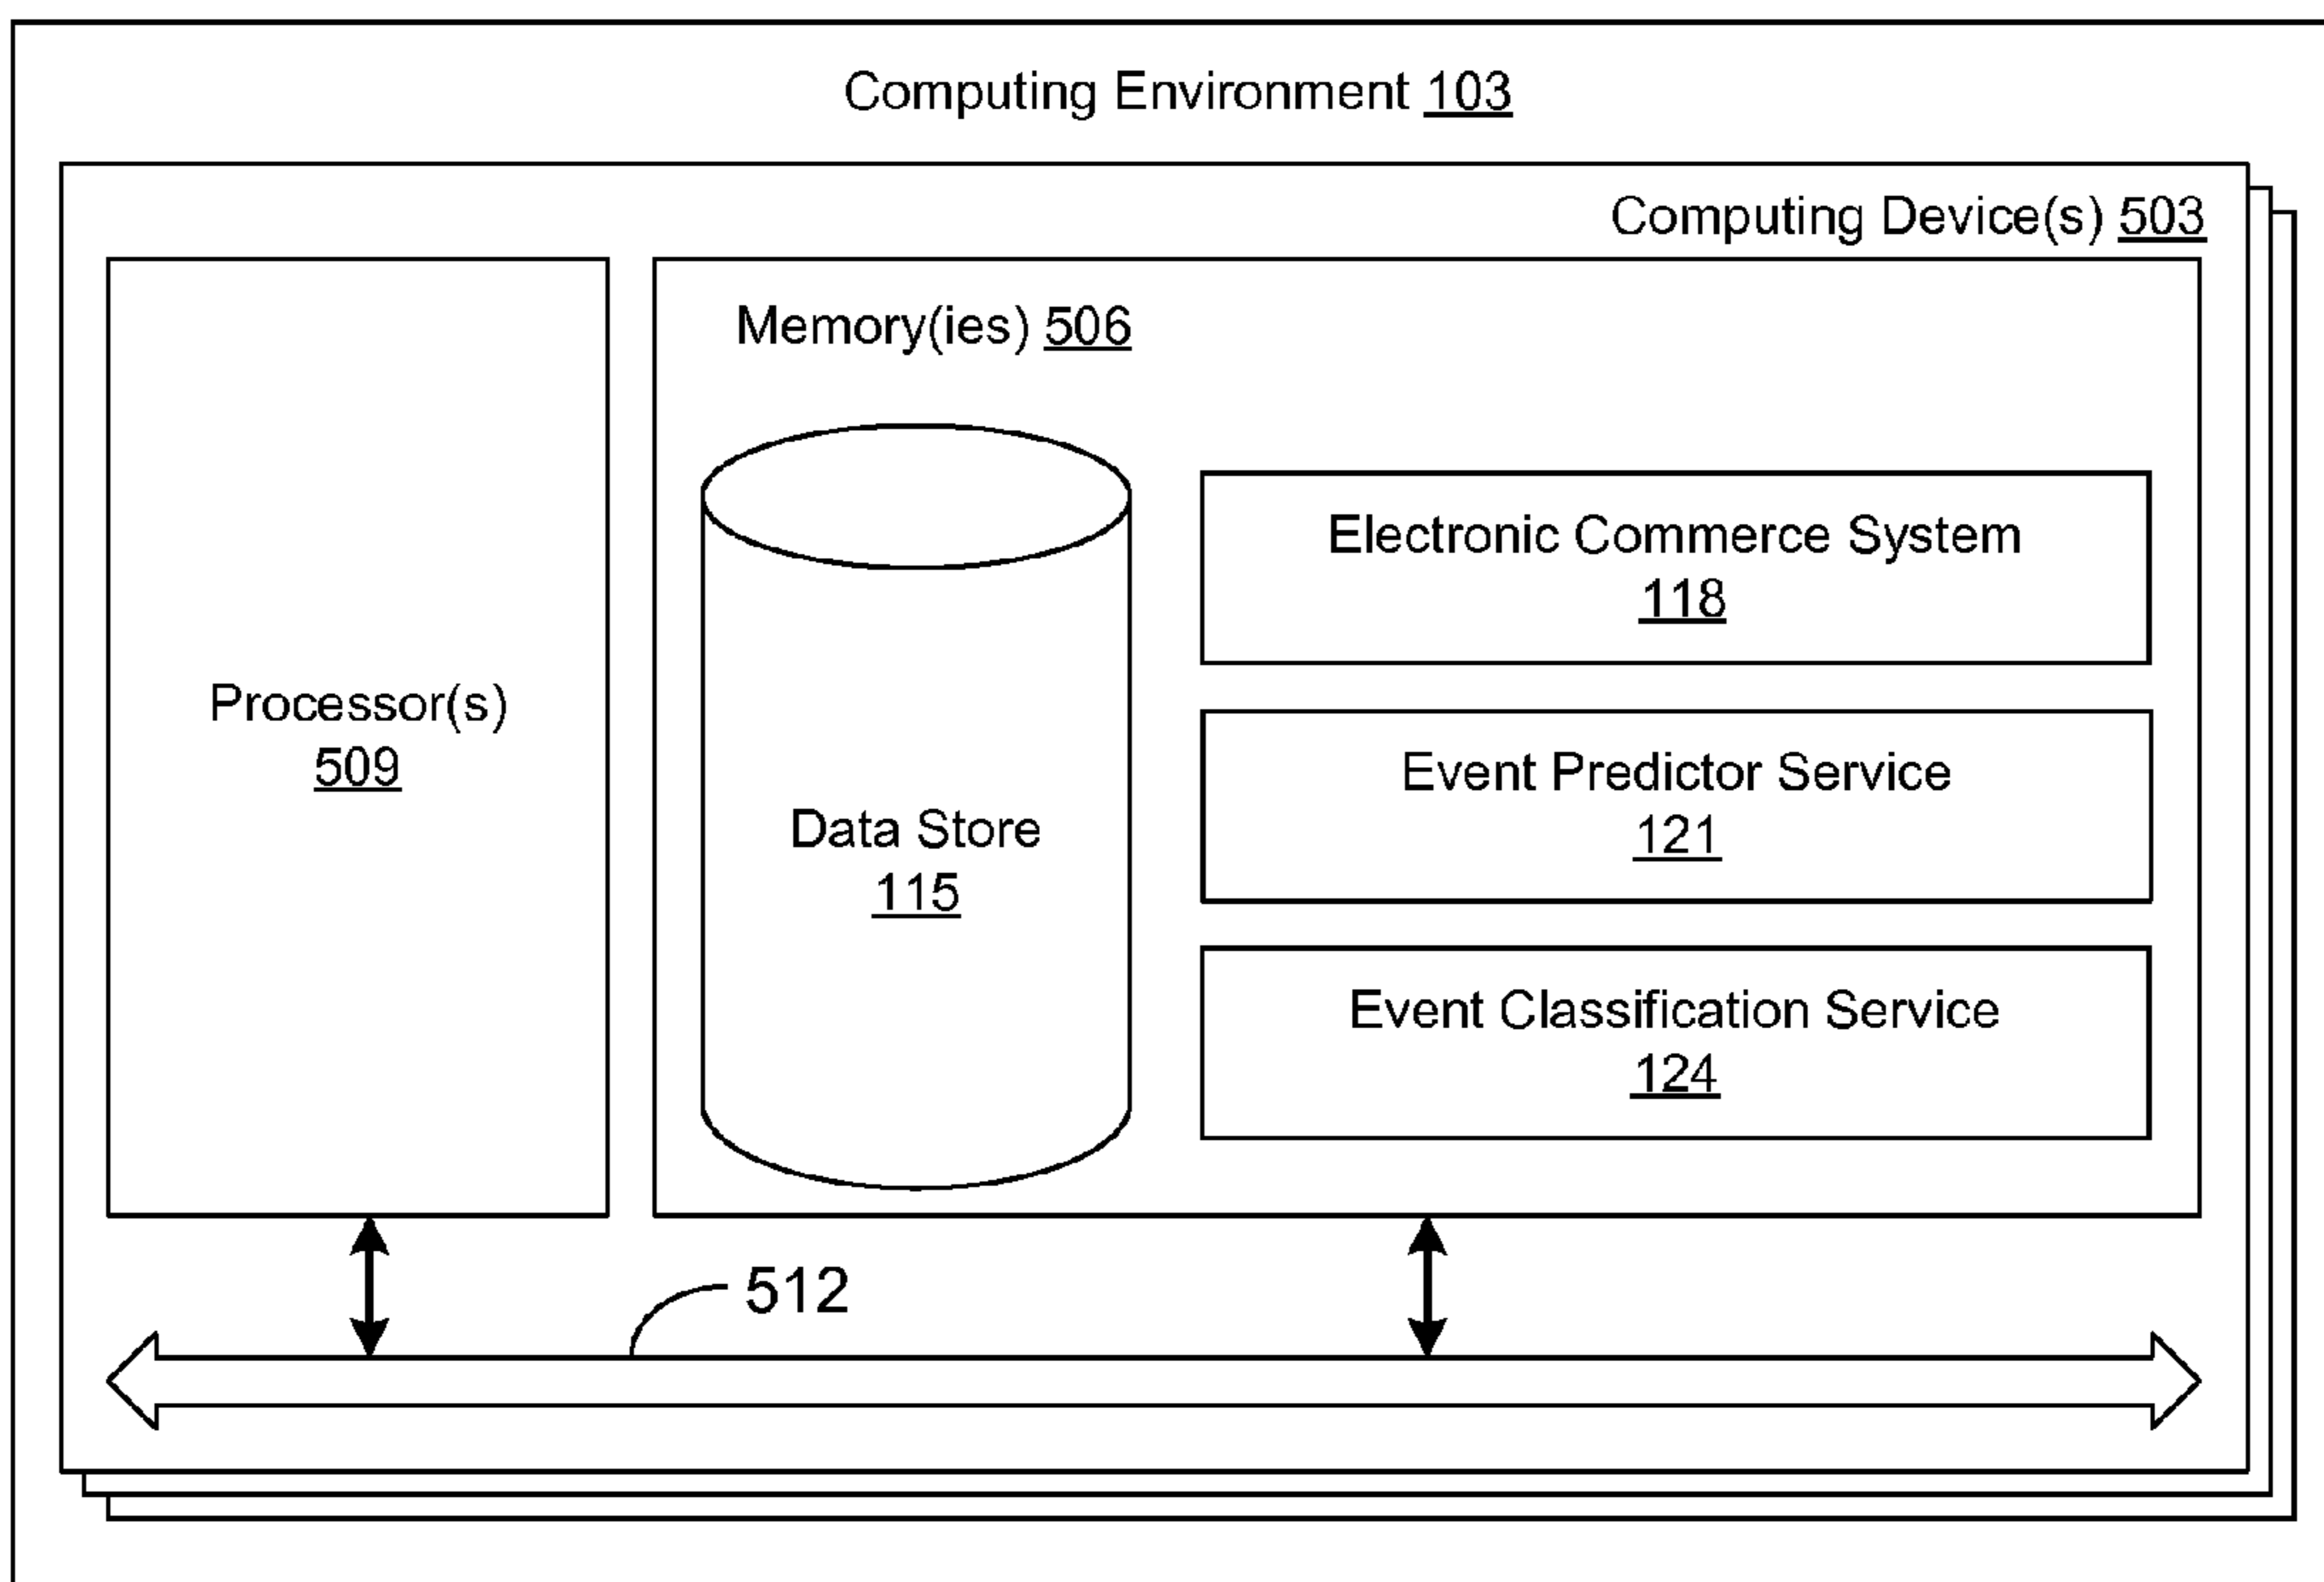 Computing Environment 103
Computing Device(s) 503
Memory(ies) 506
Electronic Commerce System
118
Processor(s)
509
Event Predictor Service
121
Data Store
115
Event Classification Service
124
512